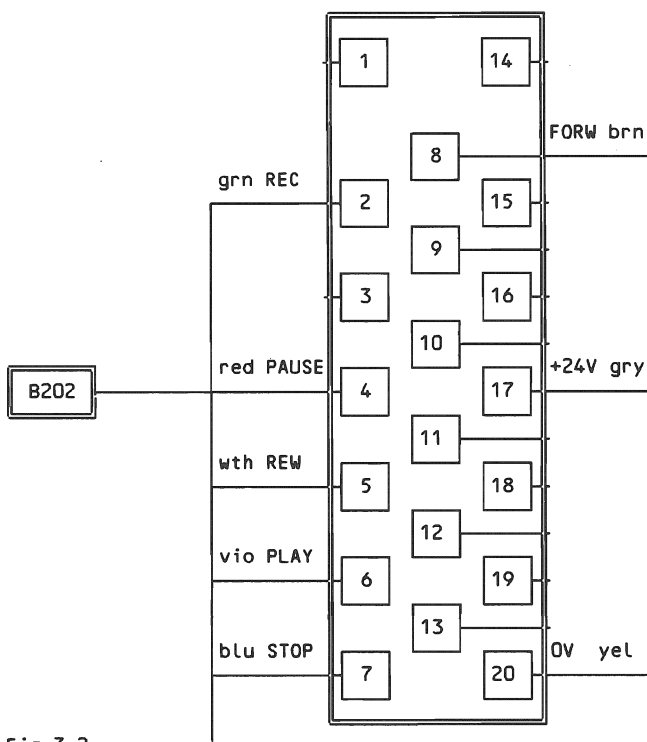 1 14
FORW brn
8
grn REC
2 15
9
3 16
10
red PAUSE +24V gry
B202 4 17
11
wth REW
5 18
12
vio PLAY
6 19
13
blu STOP 0V yel
7 20